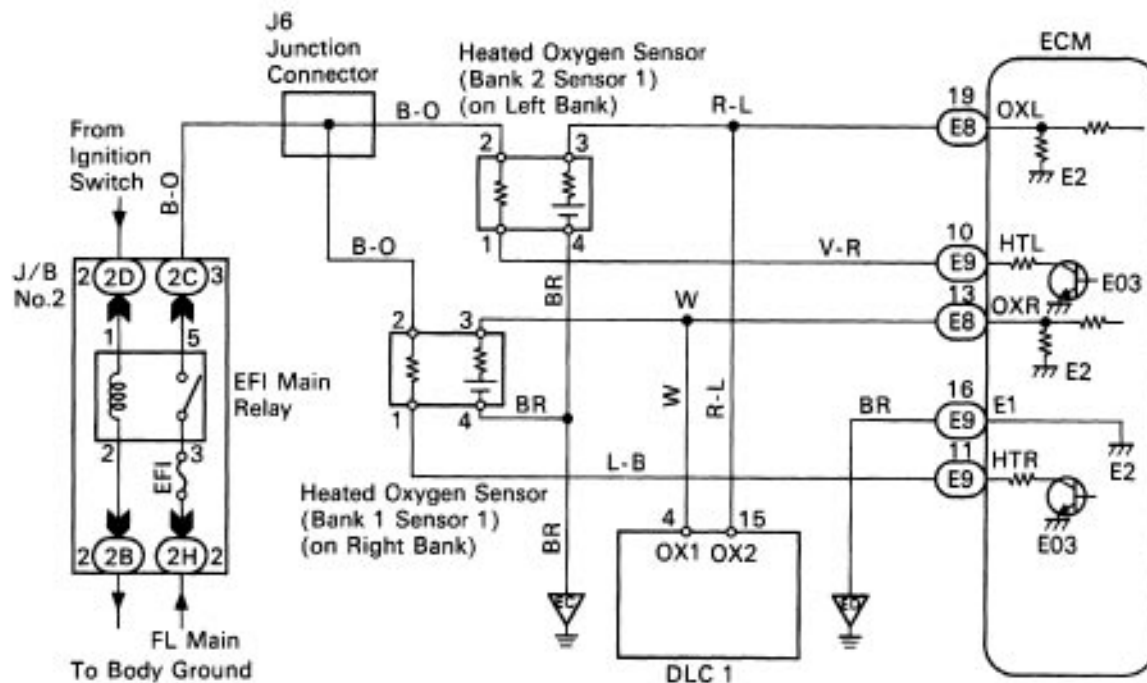 J6
Junction
Connector
Heated Oxygen Sensor
(Bank 2 Sensor 1)
(on Left Bank)
ECM
From
Ignition
Switch
B-O
B-O
R-L
19
E8
OXL
E2
2
3
1
4
B-O
BR
V-R
10
E9
HTL
E03
J/B
No.2
2
2D
2C
3
1
5
EFI Main
Relay
2
3
EFI
2
2B
2H
2
FL Main
To Body Ground
2
3
1
4
BR
W
13
E8
OXR
E2
W
R-L
BR
16
E9
E1
E2
L-B
11
E9
HTR
E03
Heated Oxygen Sensor
(Bank 1 Sensor 1)
(on Right Bank)
BR
4
15
OX1
OX2
DLC 1